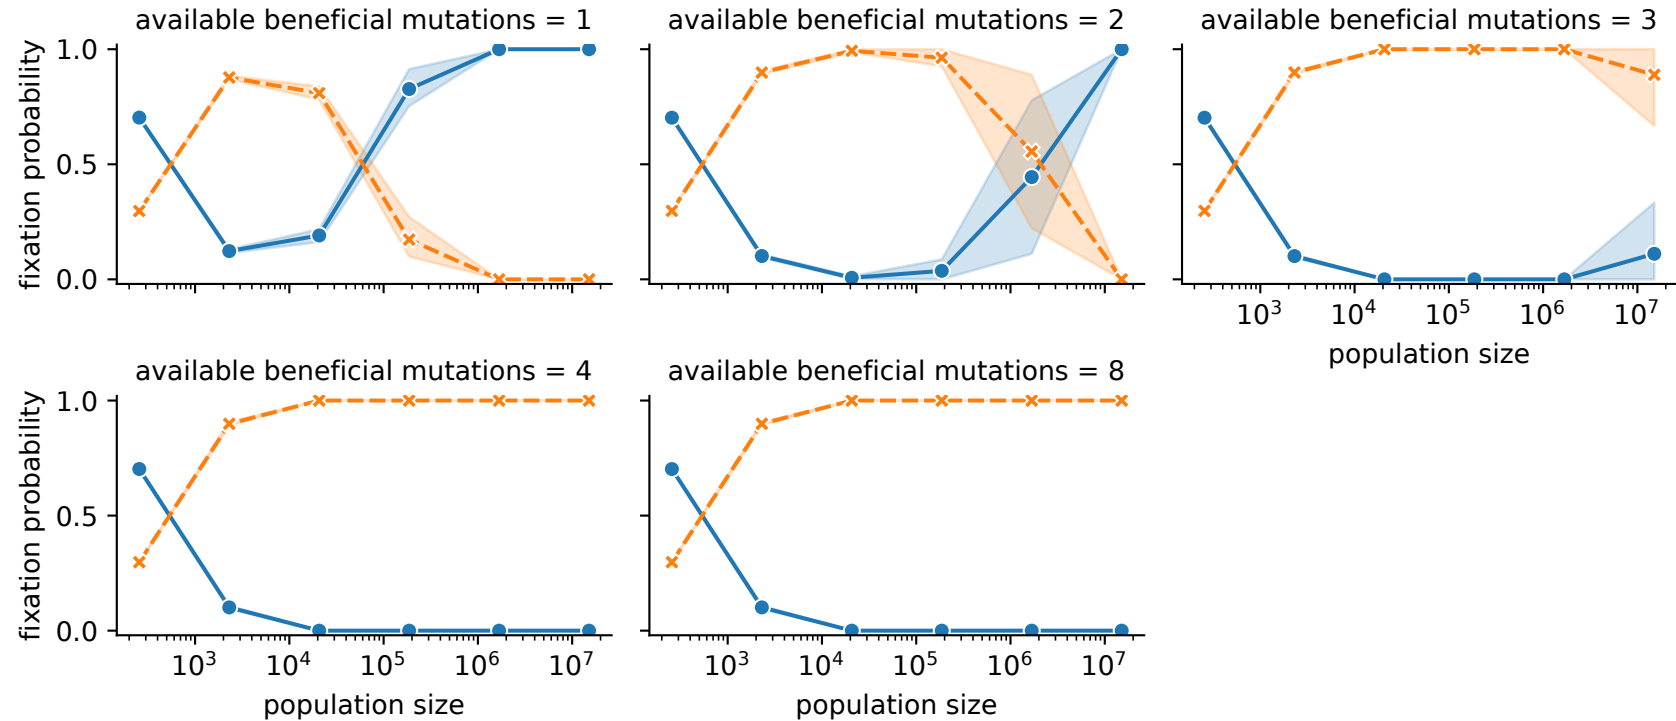 available beneficial mutations = 1
available beneficial mutations = 2
available beneficial mutations = 3
fixation probability
1.0
0.5
0.0
10³ 10⁴ 10⁵ 10⁶ 10⁷
population size
available beneficial mutations = 4
available beneficial mutations = 8
fixation probability
1.0
0.5
0.0
10³ 10⁴ 10⁵ 10⁶ 10⁷
population size
10³ 10⁴ 10⁵ 10⁶ 10⁷
population size